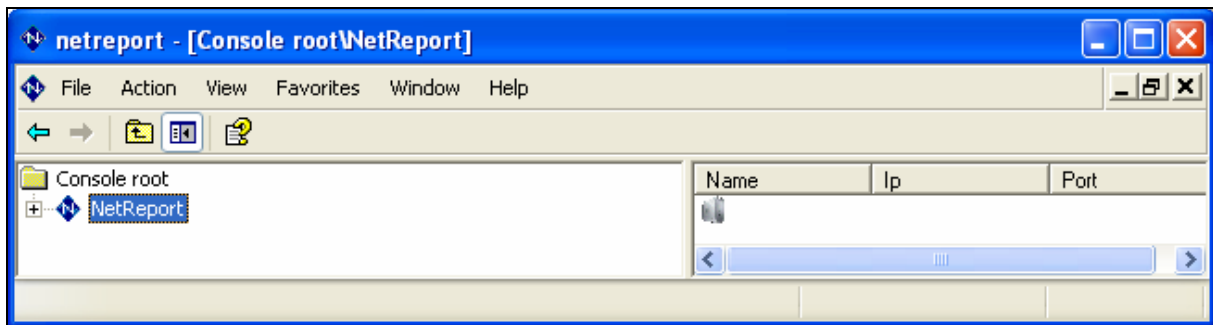 netreport - [Console root\NetReport]
File Action View Favorites Window Help
Console root
NetReport
Name Ip Port